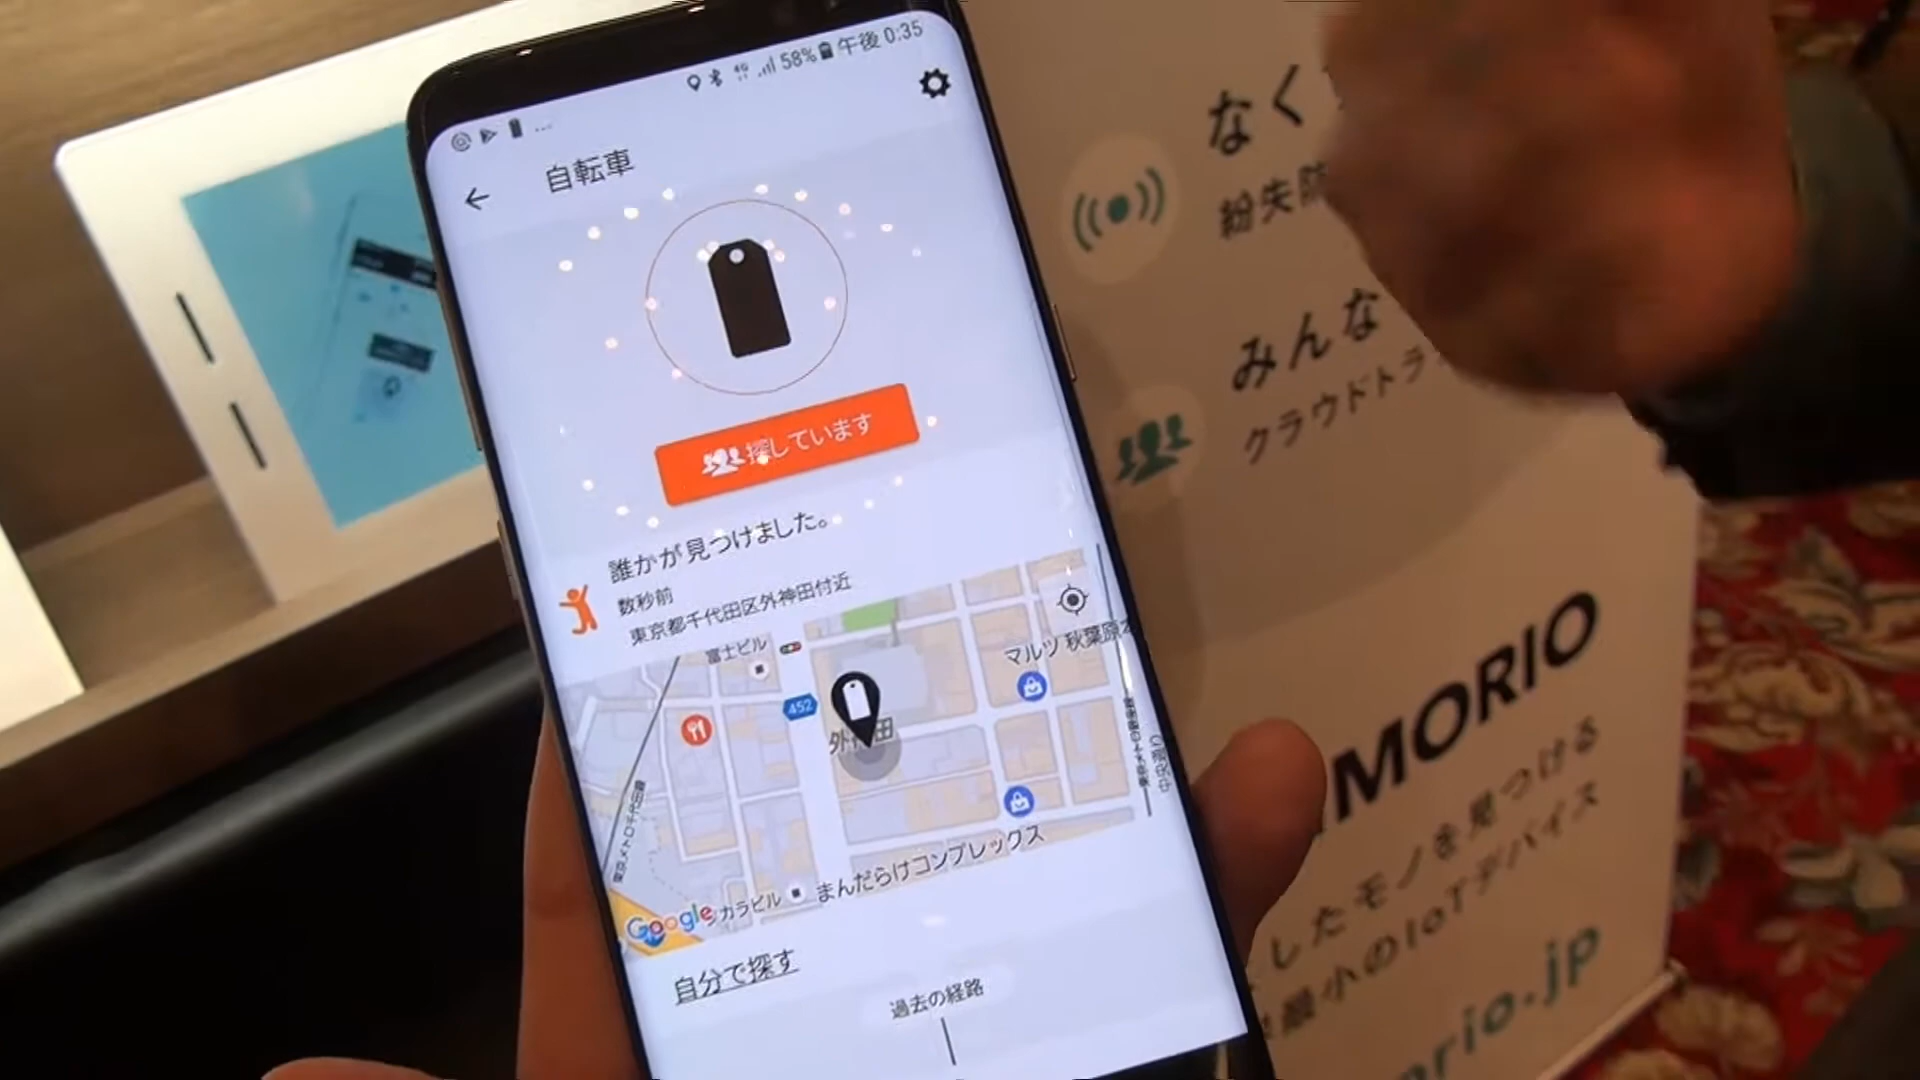 58% 午後0:35
自転車
探しています
誰かが見つけました。
数秒前
東京都千代田区外神田付近
富士ビル
マルツ 秋葉原本
452
外神田
まんだらけコンプレックス
カラビル
Google
自分で探す
過去の経路
なく
紛失防
みんな
クラウドトラ
MORIO
したモノを見つける
最小のIoTデバイス
orio.jp